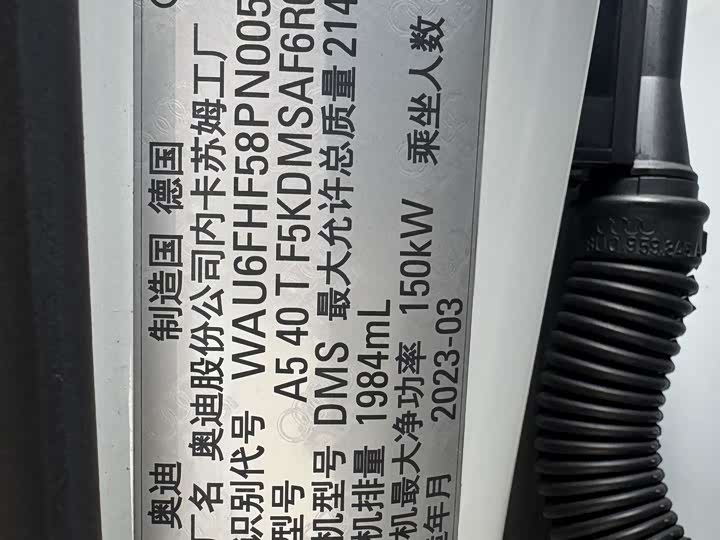 奥迪 制造国 德国
厂名 奥迪股份公司内卡苏姆工厂
识别代号 WAU6FHF58PN005
型号 A5 40 T F5KDMSAF6R
机型号 DMS 最大允许总质量 214
机排量 1984mL
机最大净功率 150kW 乘坐人数
年月 2023-03